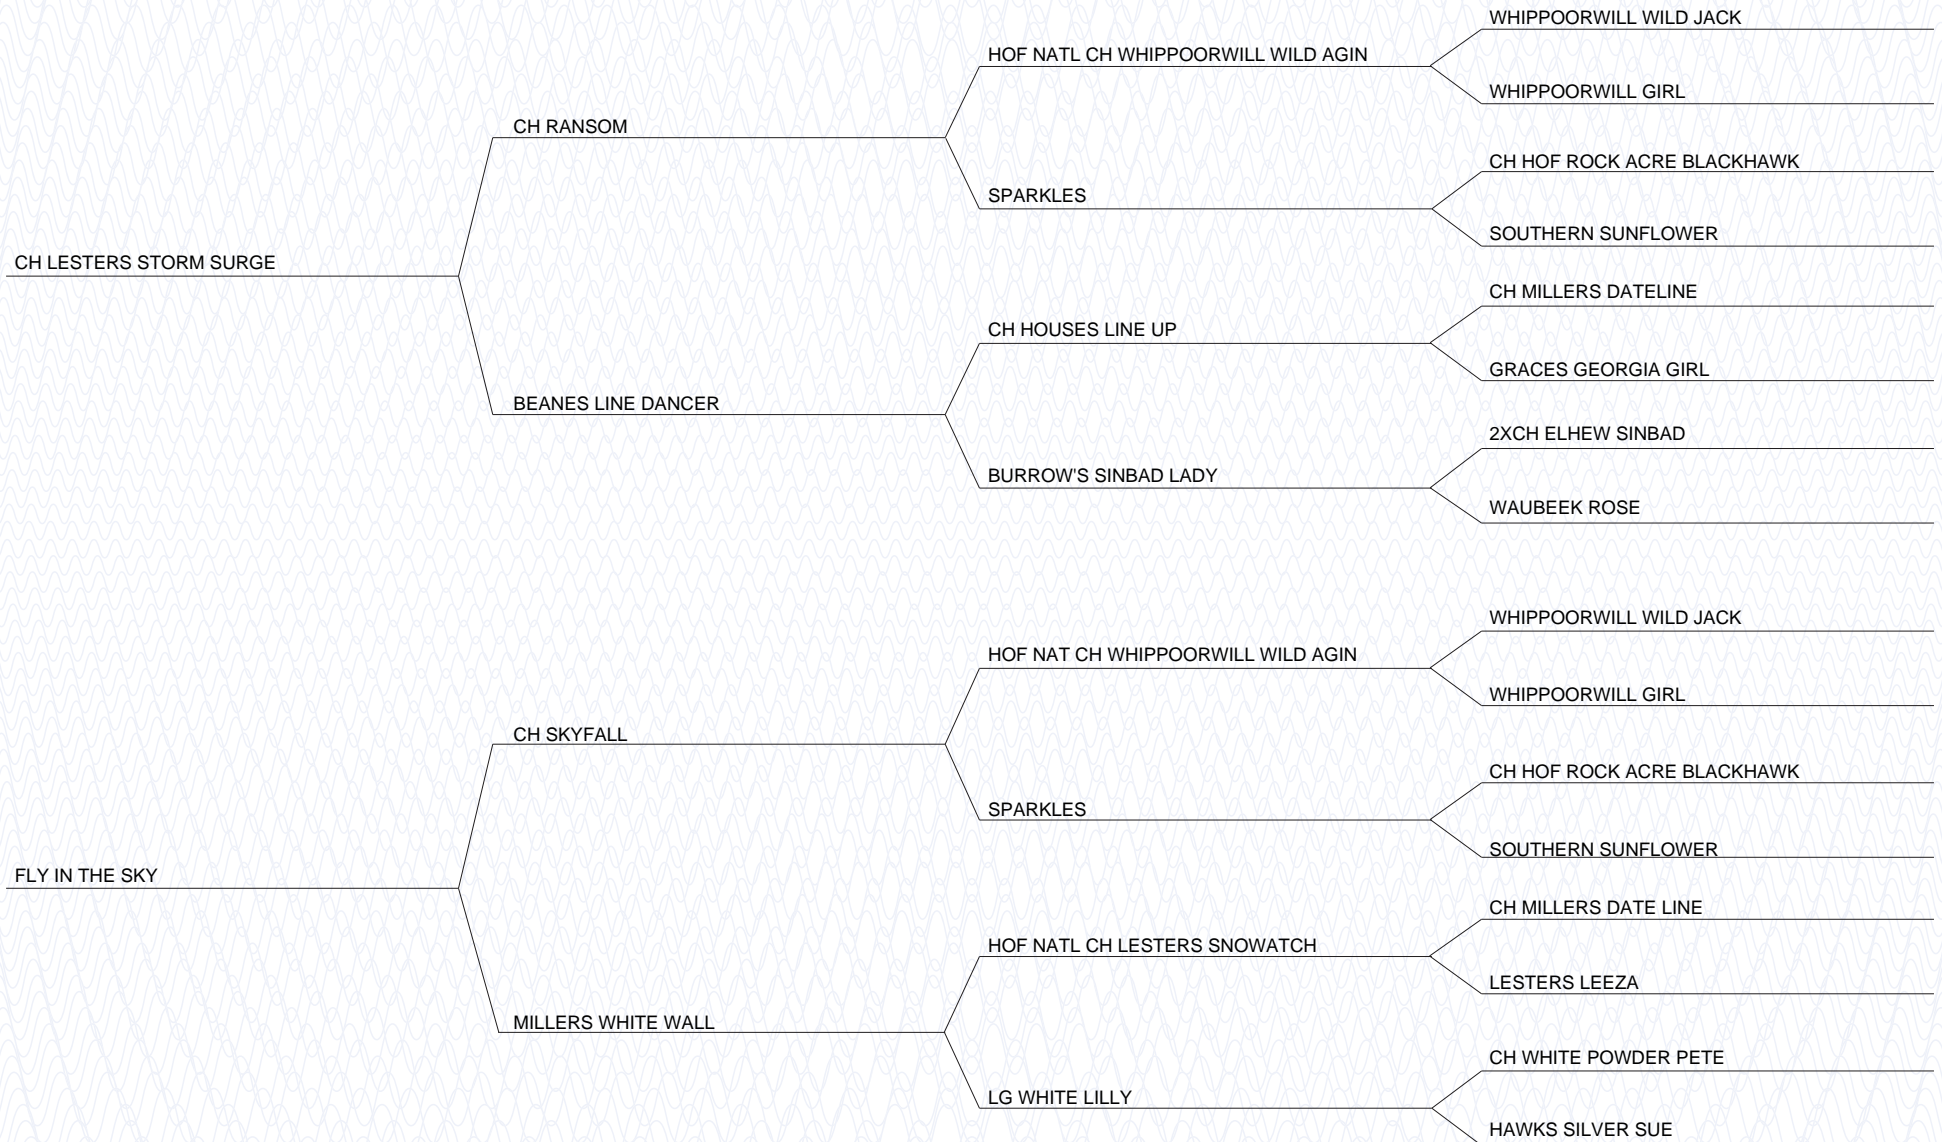 WHIPPOORWILL WILD JACK
HOF NATL CH WHIPPOORWILL WILD AGIN
WHIPPOORWILL GIRL
CH RANSOM
CH HOF ROCK ACRE BLACKHAWK
SPARKLES
SOUTHERN SUNFLOWER
CH LESTERS STORM SURGE
CH MILLERS DATELINE
CH HOUSES LINE UP
GRACES GEORGIA GIRL
BEANES LINE DANCER
2XCH ELHEW SINBAD
BURROW'S SINBAD LADY
WAUBEEK ROSE
WHIPPOORWILL WILD JACK
HOF NAT CH WHIPPOORWILL WILD AGIN
WHIPPOORWILL GIRL
CH SKYFALL
CH HOF ROCK ACRE BLACKHAWK
SPARKLES
SOUTHERN SUNFLOWER
FLY IN THE SKY
CH MILLERS DATE LINE
HOF NATL CH LESTERS SNOWATCH
LESTERS LEEZA
MILLERS WHITE WALL
CH WHITE POWDER PETE
LG WHITE LILLY
HAWKS SILVER SUE